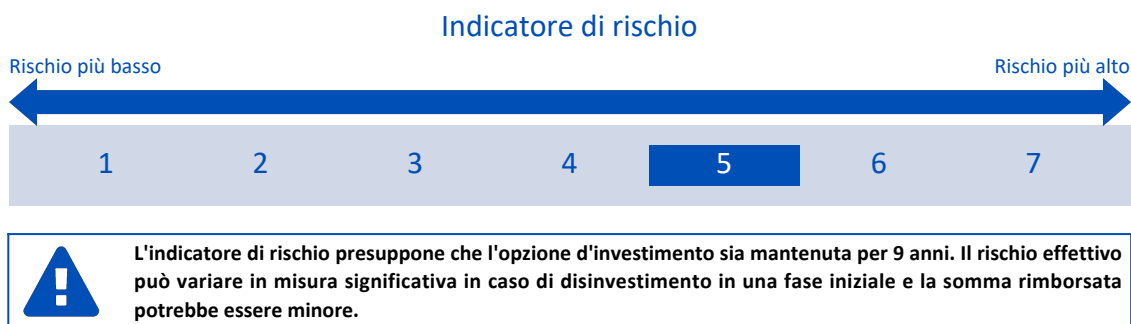 Indicatore di rischio
Rischio più basso Rischio più alto
1 2 3 4 5 6 7
L'indicatore di rischio presuppone che l'opzione d'investimento sia mantenuta per 9 anni. Il rischio effettivo
può variare in misura significativa in caso di disinvestimento in una fase iniziale e la somma rimborsata
potrebbe essere minore.